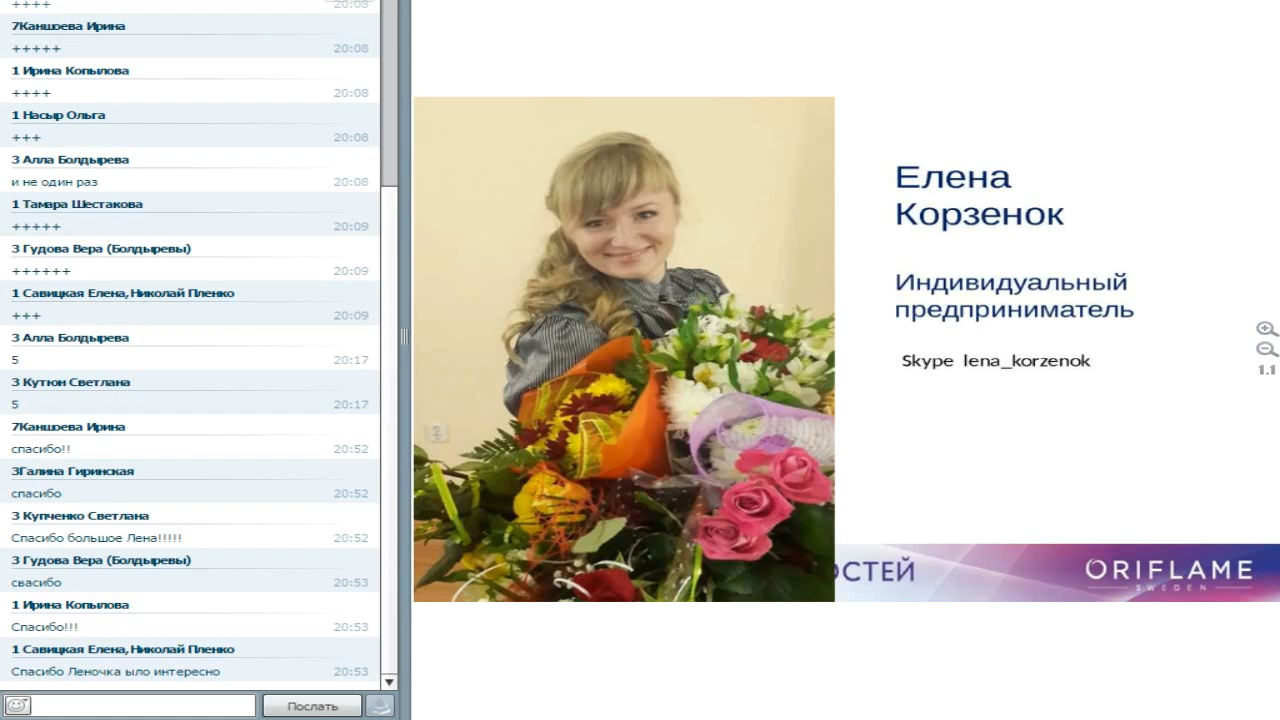 ++++
20:08
7Каншоева Ирина
+++++
20:08
1 Ирина Копылова
++++
20:08
1 Насыр Ольга
+++
20:08
3 Алла Болдырева
и не один раз
20:08
1 Тамара Шестакова
+++++
20:09
3 Гудова Вера (Болдыревы)
++++++
20:09
1 Савицкая Елена,Николай Пленко
+++
20:09
3 Алла Болдырева
5
20:17
3 Кутюн Светлана
5
20:17
7Каншоева Ирина
спасибо!!
20:52
3Галина Гиринская
спасибо
20:52
3 Купченко Светлана
Спасибо большое Лена!!!!!
20:52
3 Гудова Вера (Болдыревы)
свасибо
20:53
1 Ирина Копылова
Спасибо!!!
20:53
1 Савицкая Елена,Николай Пленко
Спасибо Леночка ыло интересно
20:53
Послать
Елена
Корзенок
Индивидуальный
предприниматель
Skype lena_korzenok
1.1
ОСТЕЙ
ORIFLAME
SWEDEN